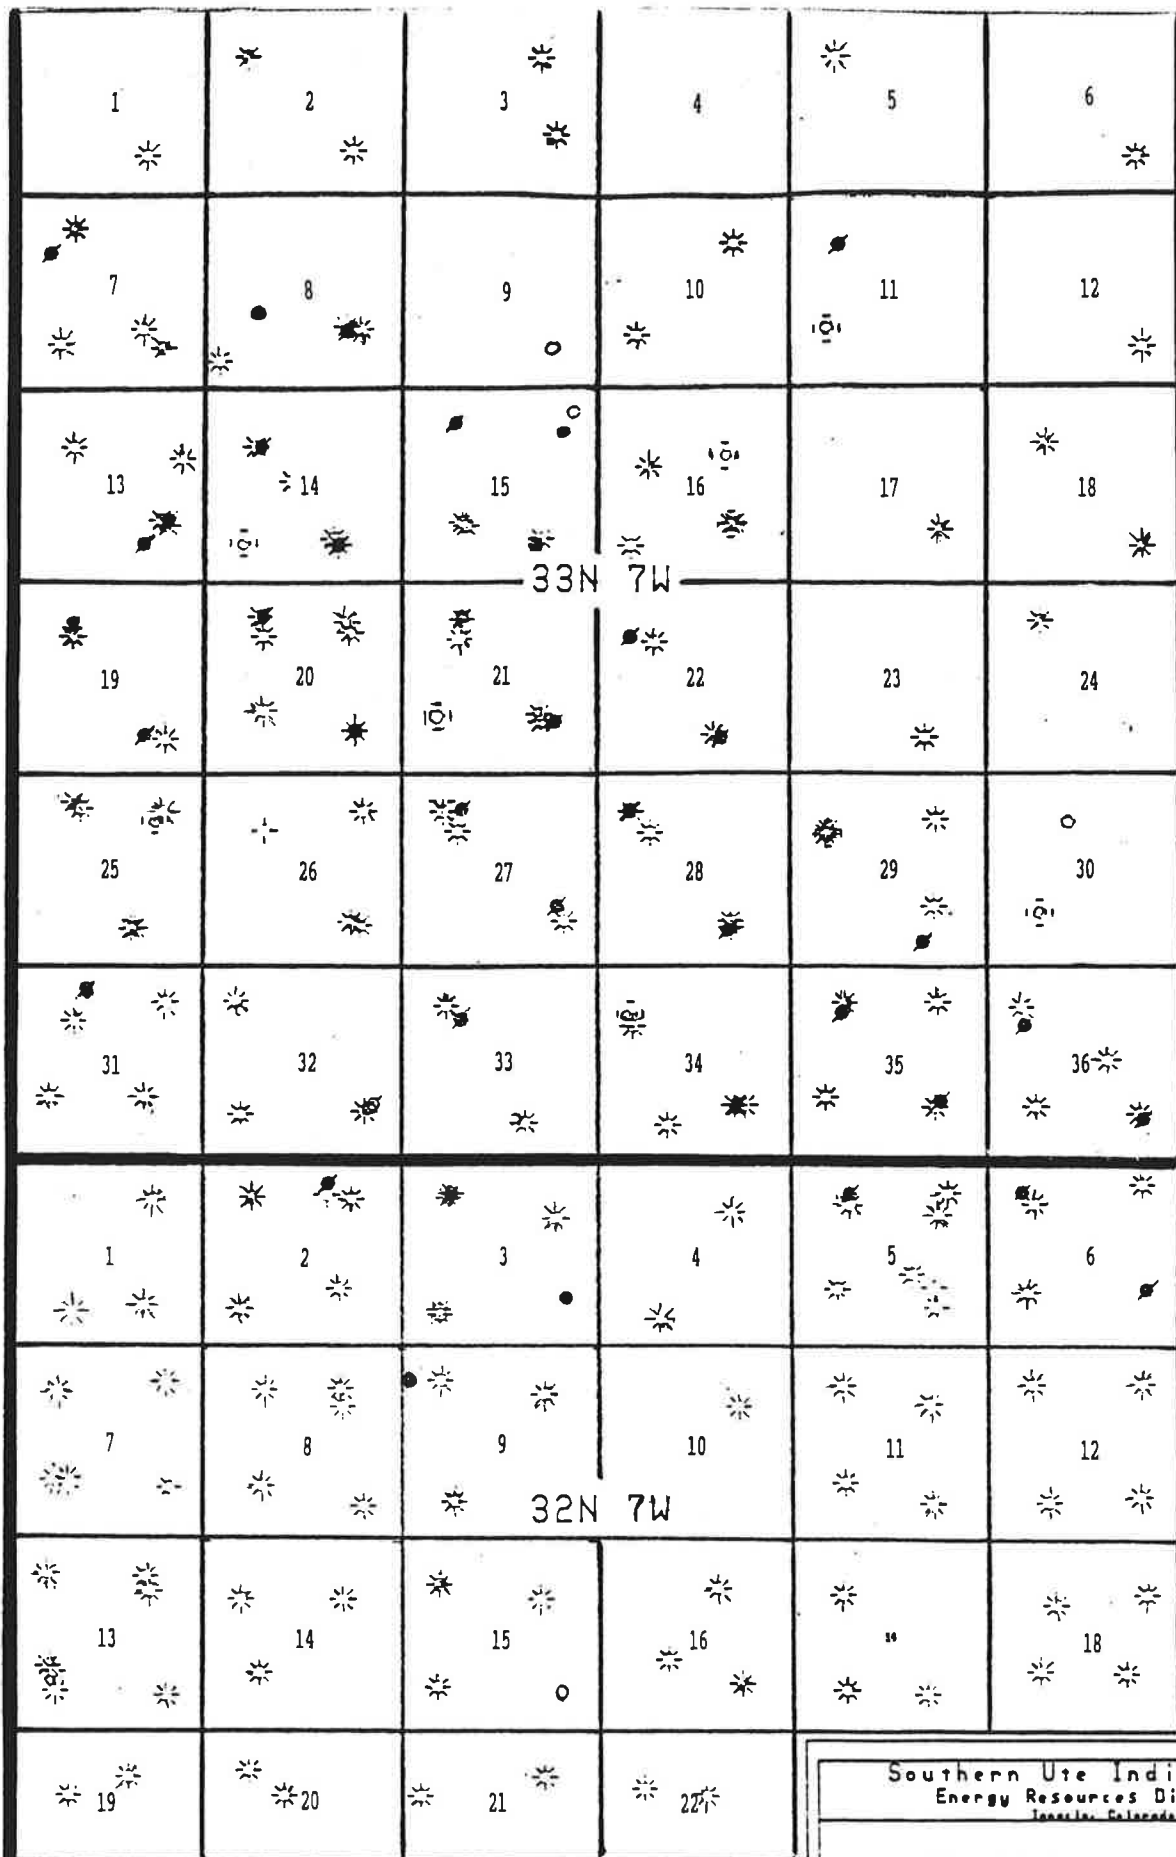 1 2 3 4 5 6
7 8 9 10 11 12
13 14 15 16 17 18
33N 7W
19 20 21 22 23 24
25 26 27 28 29 30
31 32 33 34 35 36
1 2 3 4 5 6
7 8 9 10 11 12
32N 7W
13 14 15 16 18
19 20 21 22
Southern Ute Indi
Energy Resources Di
Ignacio, Colorado